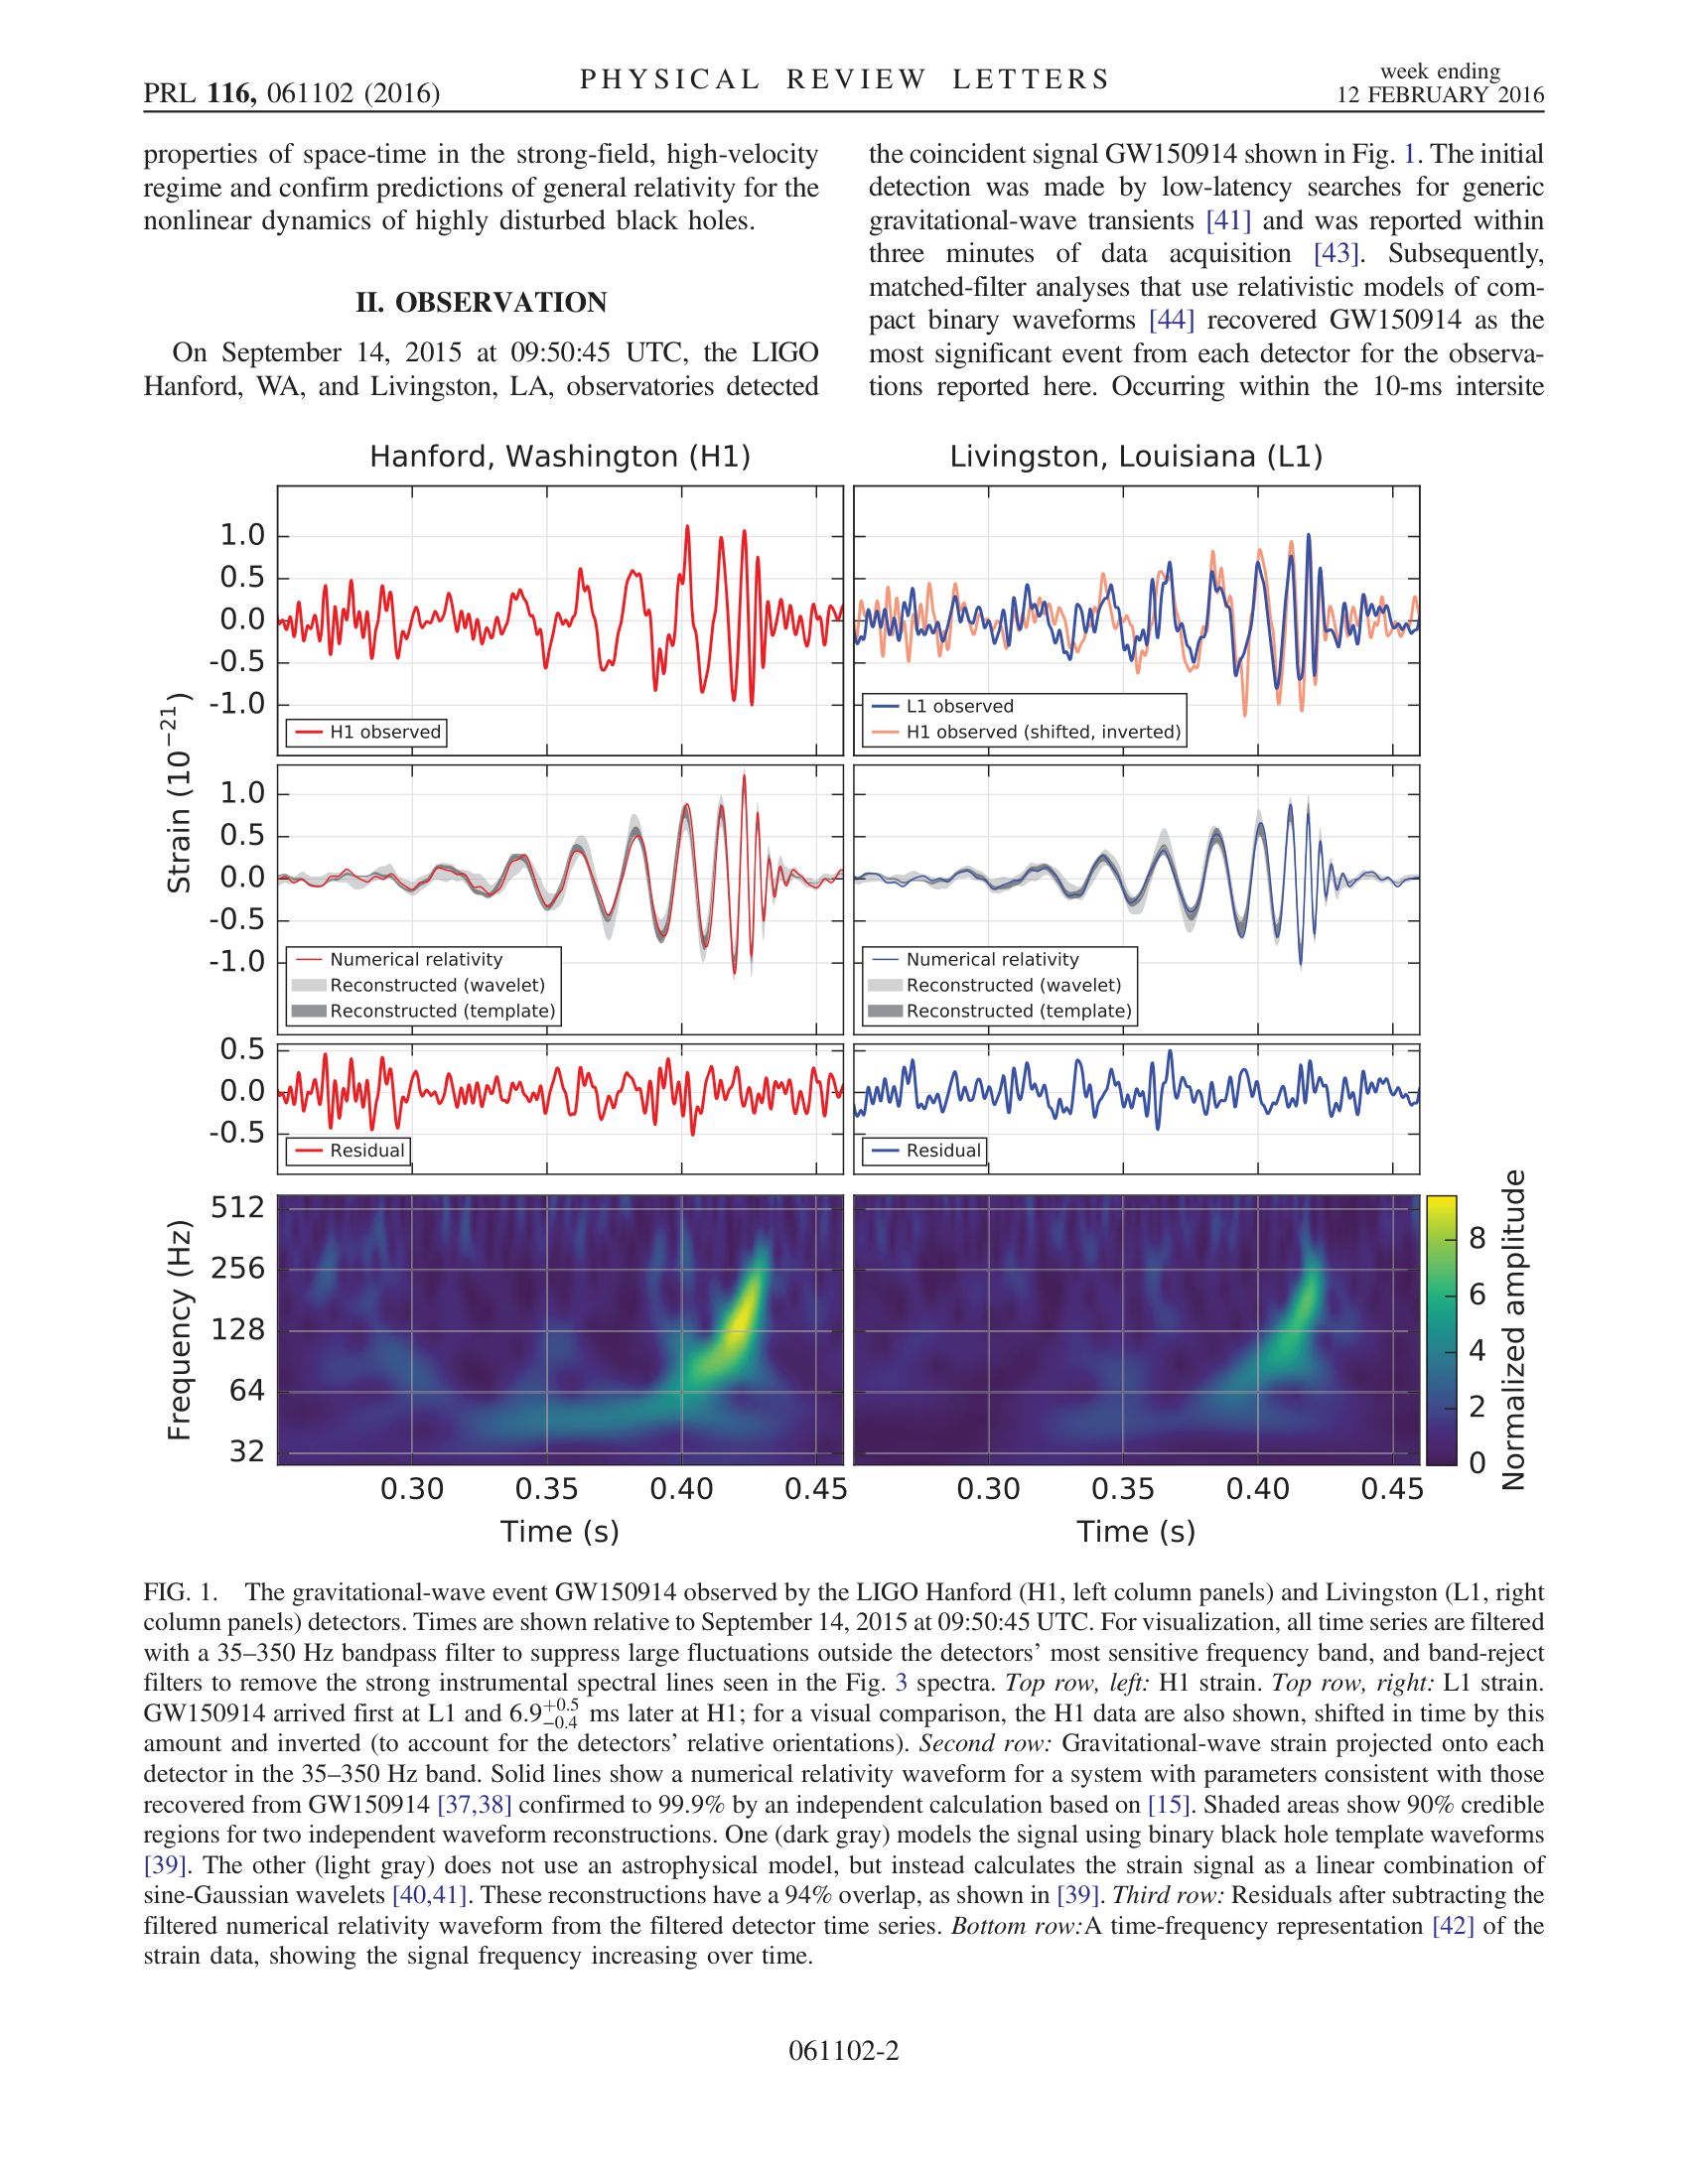 PRL 116, 061102 (2016)
PHYSICAL REVIEW LETTERS
week ending
12 FEBRUARY 2016
properties of space-time in the strong-field, high-velocity
regime and confirm predictions of general relativity for the
nonlinear dynamics of highly disturbed black holes.
II. OBSERVATION
On September 14, 2015 at 09:50:45 UTC, the LIGO
Hanford, WA, and Livingston, LA, observatories detected
the coincident signal GW150914 shown in Fig. 1. The initial
detection was made by low-latency searches for generic
gravitational-wave transients [41] and was reported within
three minutes of data acquisition [43]. Subsequently,
matched-filter analyses that use relativistic models of com-
pact binary waveforms [44] recovered GW150914 as the
most significant event from each detector for the observa-
tions reported here. Occurring within the 10-ms intersite
Hanford, Washington (H1)
Livingston, Louisiana (L1)
Strain (10⁻²¹)
1.0
0.5
0.0
-0.5
-1.0
H1 observed
L1 observed
H1 observed (shifted, inverted)
1.0
0.5
0.0
-0.5
-1.0
Numerical relativity
Reconstructed (wavelet)
Reconstructed (template)
Numerical relativity
Reconstructed (wavelet)
Reconstructed (template)
0.5
0.0
-0.5
Residual
Residual
Frequency (Hz)
512
256
128
64
32
Normalized amplitude
8
6
4
2
0
0.30 0.35 0.40 0.45
0.30 0.35 0.40 0.45
Time (s)
Time (s)
FIG. 1. The gravitational-wave event GW150914 observed by the LIGO Hanford (H1, left column panels) and Livingston (L1, right
column panels) detectors. Times are shown relative to September 14, 2015 at 09:50:45 UTC. For visualization, all time series are filtered
with a 35–350 Hz bandpass filter to suppress large fluctuations outside the detectors’ most sensitive frequency band, and band-reject
filters to remove the strong instrumental spectral lines seen in the Fig. 3 spectra. Top row, left: H1 strain. Top row, right: L1 strain.
GW150914 arrived first at L1 and 6.9+0.5−0.4 ms later at H1; for a visual comparison, the H1 data are also shown, shifted in time by this
amount and inverted (to account for the detectors’ relative orientations). Second row: Gravitational-wave strain projected onto each
detector in the 35–350 Hz band. Solid lines show a numerical relativity waveform for a system with parameters consistent with those
recovered from GW150914 [37,38] confirmed to 99.9% by an independent calculation based on [15]. Shaded areas show 90% credible
regions for two independent waveform reconstructions. One (dark gray) models the signal using binary black hole template waveforms
[39]. The other (light gray) does not use an astrophysical model, but instead calculates the strain signal as a linear combination of
sine-Gaussian wavelets [40,41]. These reconstructions have a 94% overlap, as shown in [39]. Third row: Residuals after subtracting the
filtered numerical relativity waveform from the filtered detector time series. Bottom row:A time-frequency representation [42] of the
strain data, showing the signal frequency increasing over time.
061102-2